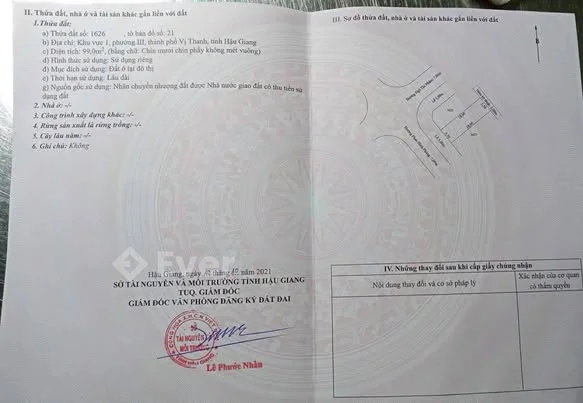 II. Thửa đất, nhà ở và tài sản khác gắn liền với đất
1. Thửa đất:
a) Thửa đất số: 1626 , tờ bản đồ số: 21
b) Địa chỉ: Khu vực 1, phường III, thành phố Vị Thanh, tỉnh Hậu Giang
c) Diện tích: 99,0m², (bằng chữ: Chín mươi chín phẩy không mét vuông)
d) Hình thức sử dụng: Sử dụng riêng
đ) Mục đích sử dụng: Đất ở tại đô thị
e) Thời hạn sử dụng: Lâu dài
g) Nguồn gốc sử dụng: Nhận chuyển nhượng đất được Nhà nước giao đất có thu tiền sử
dụng đất
2. Nhà ở: -/-
3. Công trình xây dựng khác: -/-
4. Rừng sản xuất là rừng trồng: -/-
5. Cây lâu năm: -/-
6. Ghi chú: Không
Ever
Hậu Giang, ngày tháng 2021
SỞ TÀI NGUYÊN VÀ MÔI TRƯỜNG TỈNH HẬU GIANG
TUQ. GIÁM ĐỐC
GIÁM ĐỐC VĂN PHÒNG ĐĂNG KÝ ĐẤT ĐAI
SỞ
TÀI NGUYÊN
MÔI TRƯỜNG
Lê Phước Nhẫn
III. Sơ đồ thửa đất, nhà ở và tài sản khác gắn liền với đất
IV. Những thay đổi sau khi cấp giấy chứng nhận
Nội dung thay đổi và cơ sở pháp lý
Xác nhận của cơ quan
có thẩm quyền